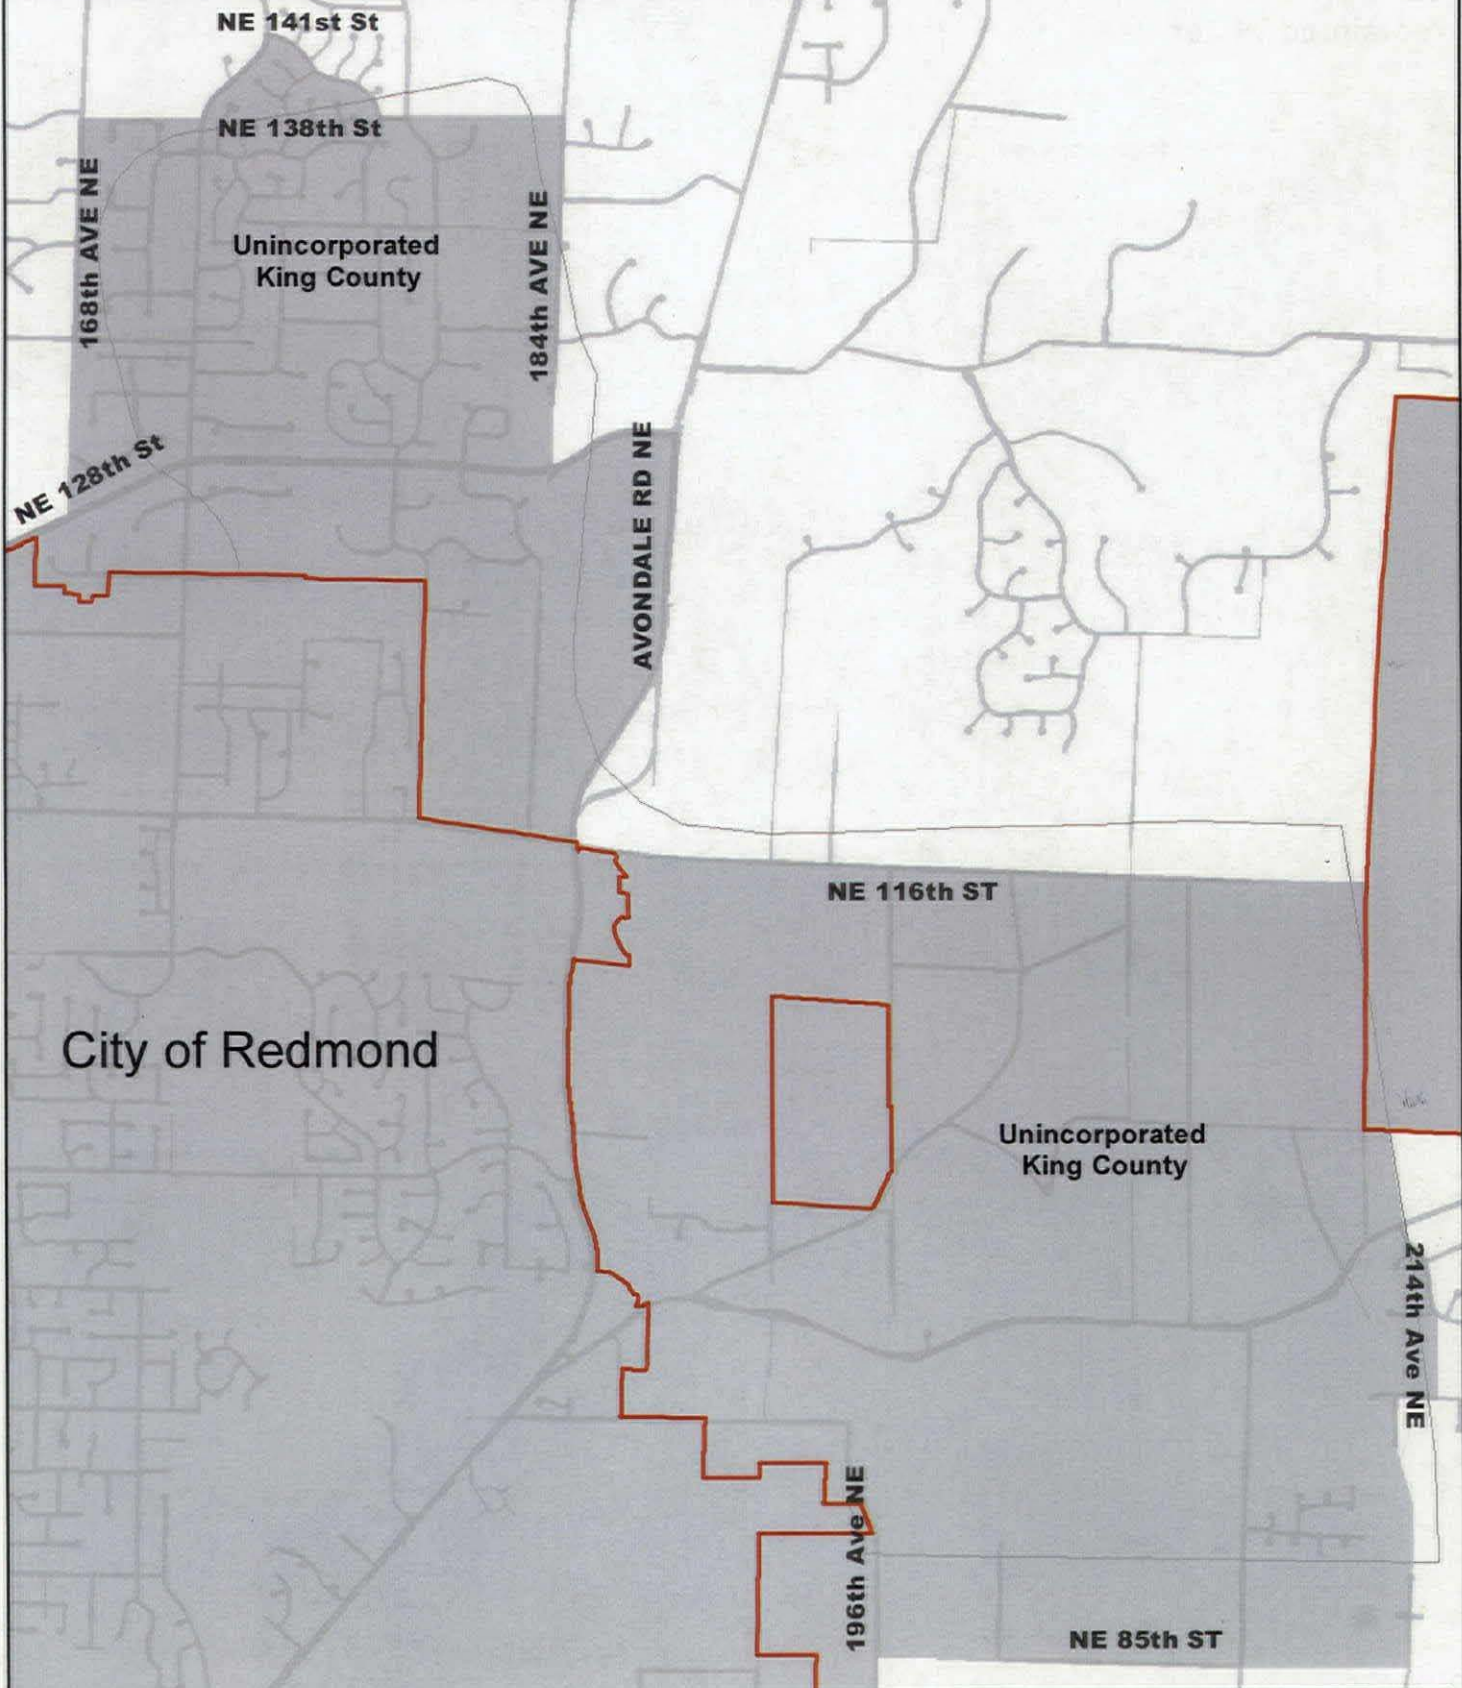 NE 141st St
NE 138th St
168th AVE NE
Unincorporated
King County
184th AVE NE
NE 128th St
AVONDALE RD NE
NE 116th ST
City of Redmond
Unincorporated
King County
214th Ave NE
196th Ave NE
NE 85th ST